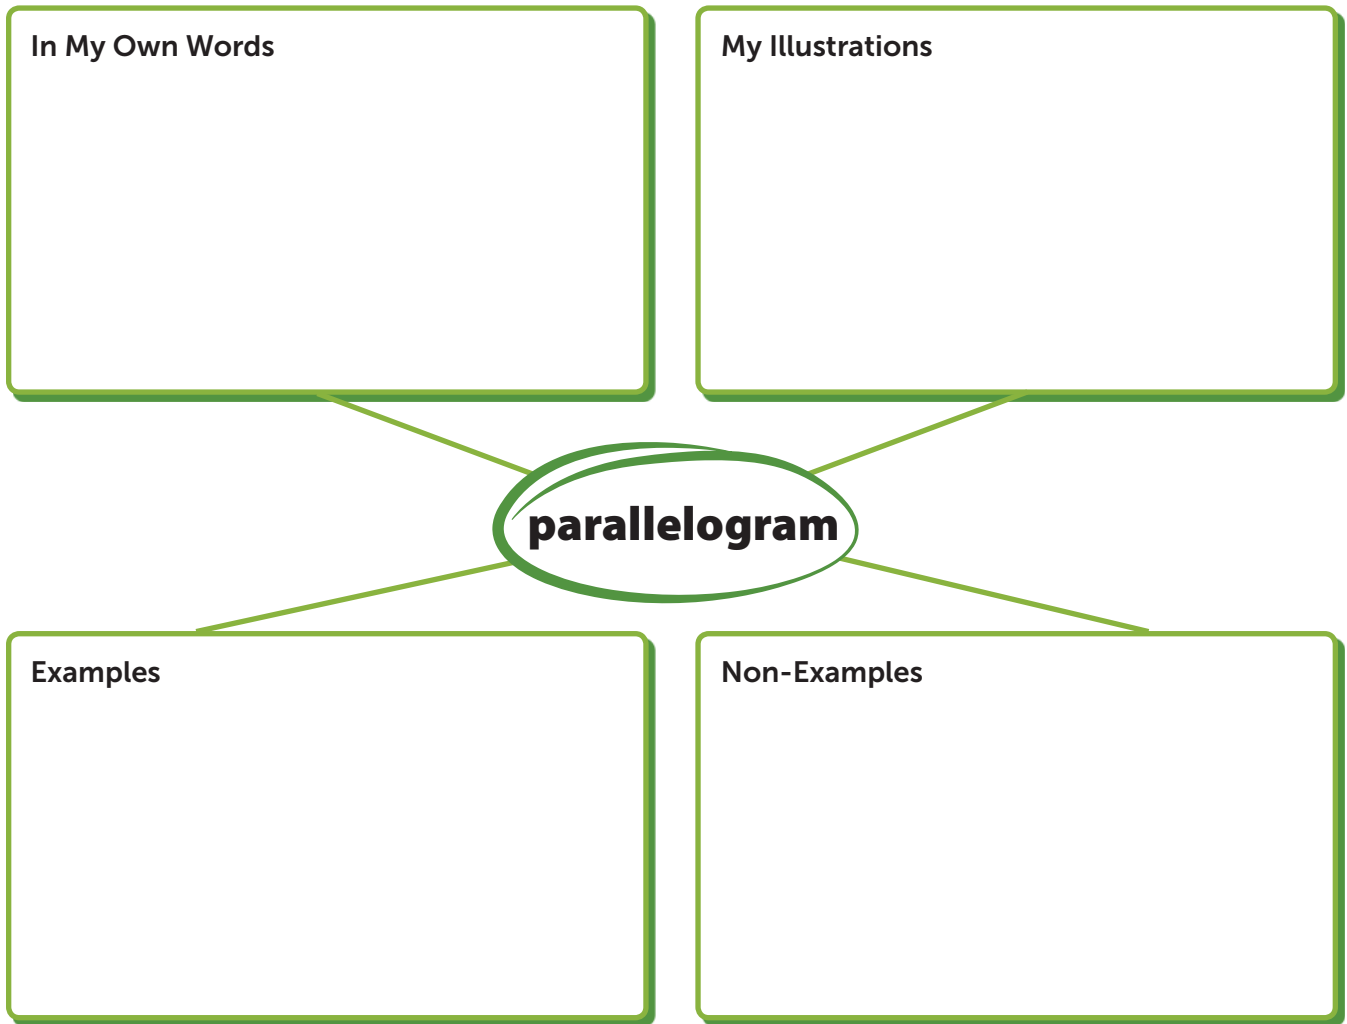 In My Own Words
My Illustrations
parallelogram
Examples
Non-Examples